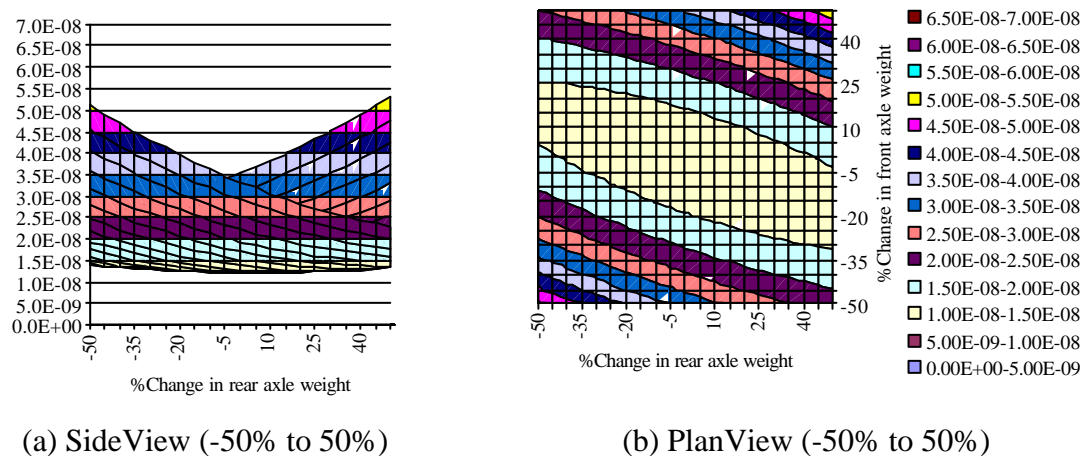 7.0E-08
6.5E-08
6.0E-08
5.5E-08
5.0E-08
4.5E-08
4.0E-08
3.5E-08
3.0E-08
2.5E-08
2.0E-08
1.5E-08
1.0E-08
5.0E-09
0.0E+00
-50
-35
-20
-5
10
25
40
%Change in rear axle weight
(a) SideView (-50% to 50%)
40
25
10
-5
-20
-35
-50
%Change in front axle weight
-50
-35
-20
-5
10
25
40
%Change in rear axle weight
(b) PlanView (-50% to 50%)
6.50E-08-7.00E-08
6.00E-08-6.50E-08
5.50E-08-6.00E-08
5.00E-08-5.50E-08
4.50E-08-5.00E-08
4.00E-08-4.50E-08
3.50E-08-4.00E-08
3.00E-08-3.50E-08
2.50E-08-3.00E-08
2.00E-08-2.50E-08
1.50E-08-2.00E-08
1.00E-08-1.50E-08
5.00E-09-1.00E-08
0.00E+00-5.00E-09